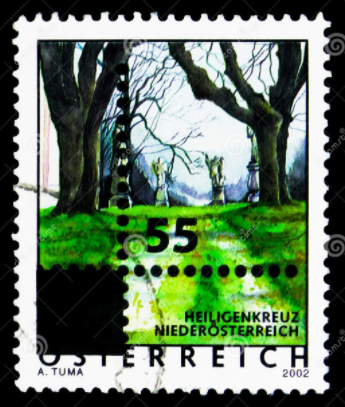 55
HEILIGENKREUZ
NIEDERÖSTERREICH
ÖSTERREICH
A. TUMA 2002